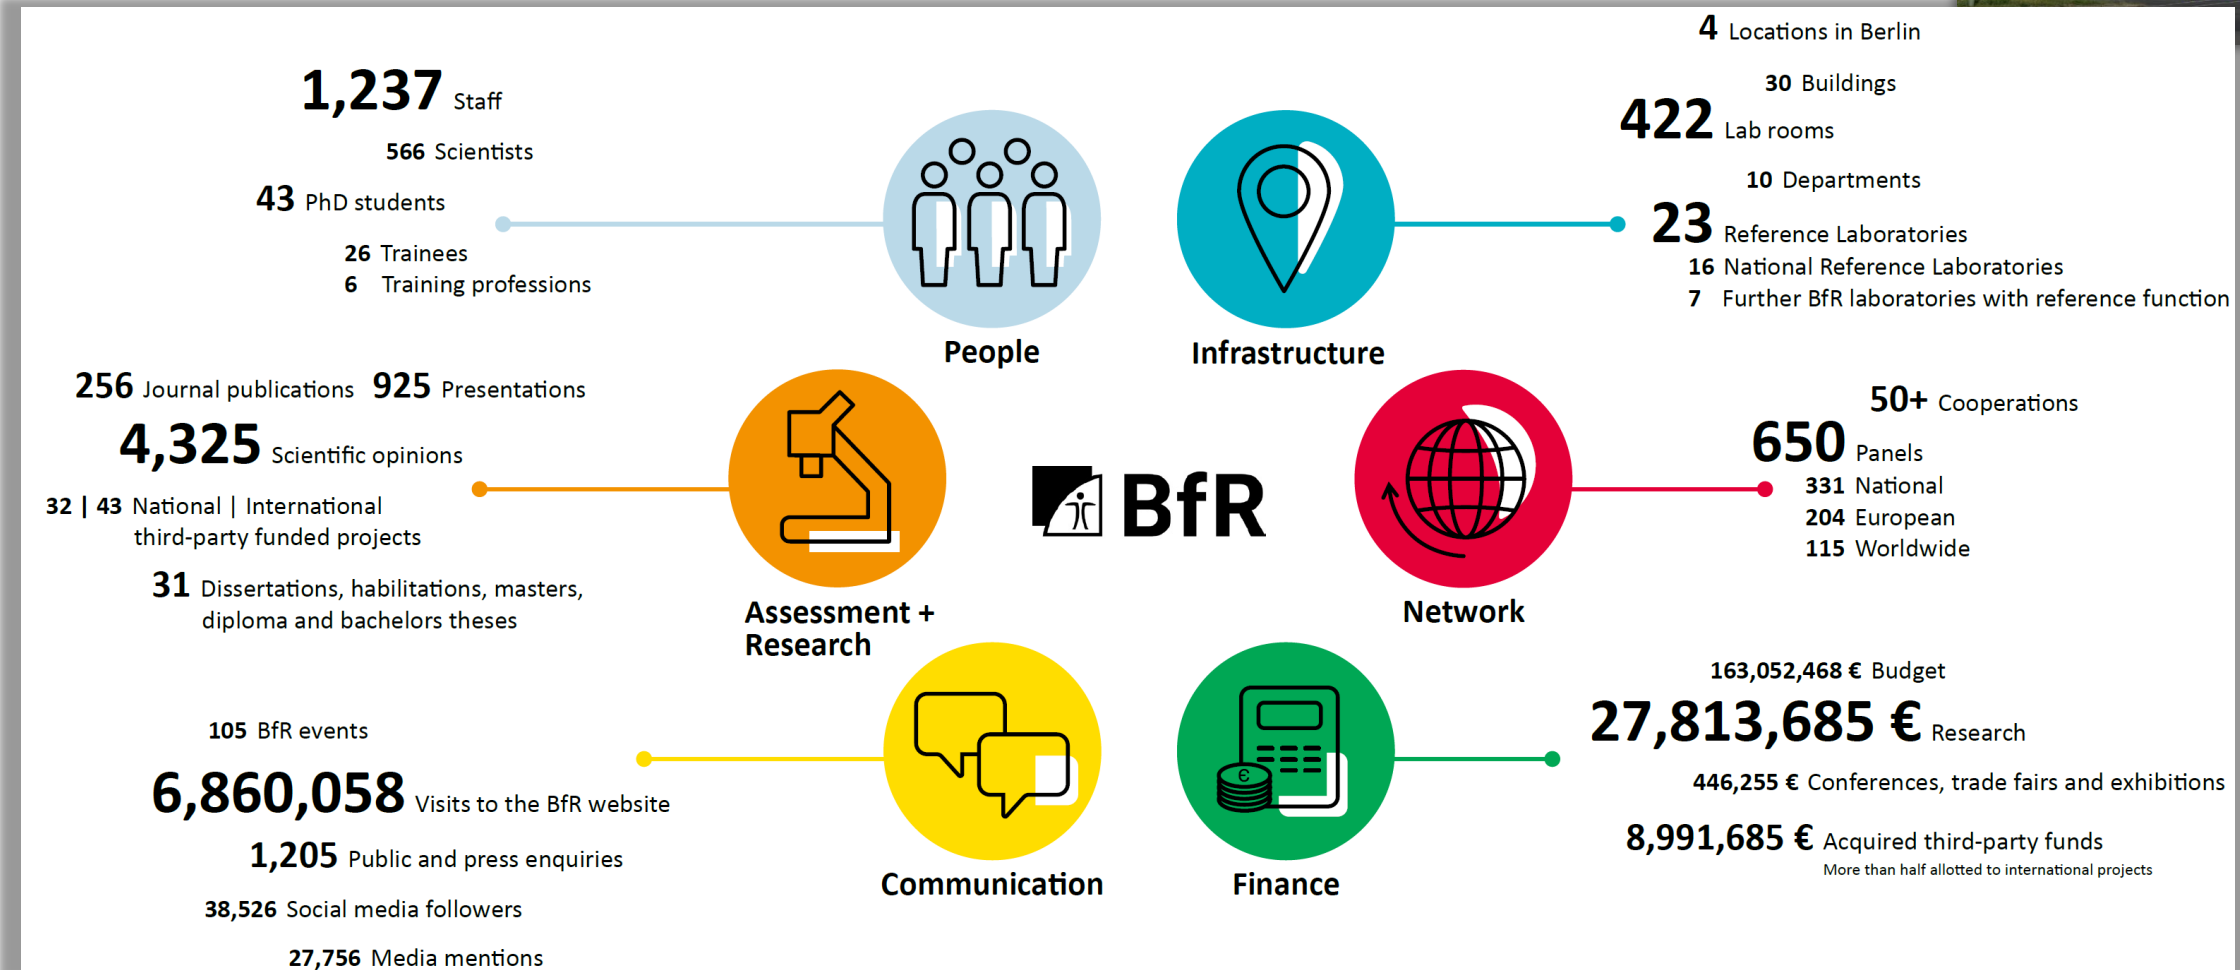 1,237 Staff
566 Scientists
43 PhD students
26 Trainees
6 Training professions
People
4 Locations in Berlin
30 Buildings
422 Lab rooms
10 Departments
23 Reference Laboratories
16 National Reference Laboratories
7 Further BfR laboratories with reference function
Infrastructure
256 Journal publications 925 Presentations
4,325 Scientific opinions
32 | 43 National | International
third-party funded projects
31 Dissertations, habilitations, masters,
diploma and bachelors theses
Assessment +
Research
BfR
50+ Cooperations
650 Panels
331 National
204 European
115 Worldwide
Network
105 BfR events
6,860,058 Visits to the BfR website
1,205 Public and press enquiries
38,526 Social media followers
27,756 Media mentions
Communication
163,052,468 € Budget
27,813,685 € Research
446,255 € Conferences, trade fairs and exhibitions
8,991,685 € Acquired third-party funds
More than half allotted to international projects
€
Finance